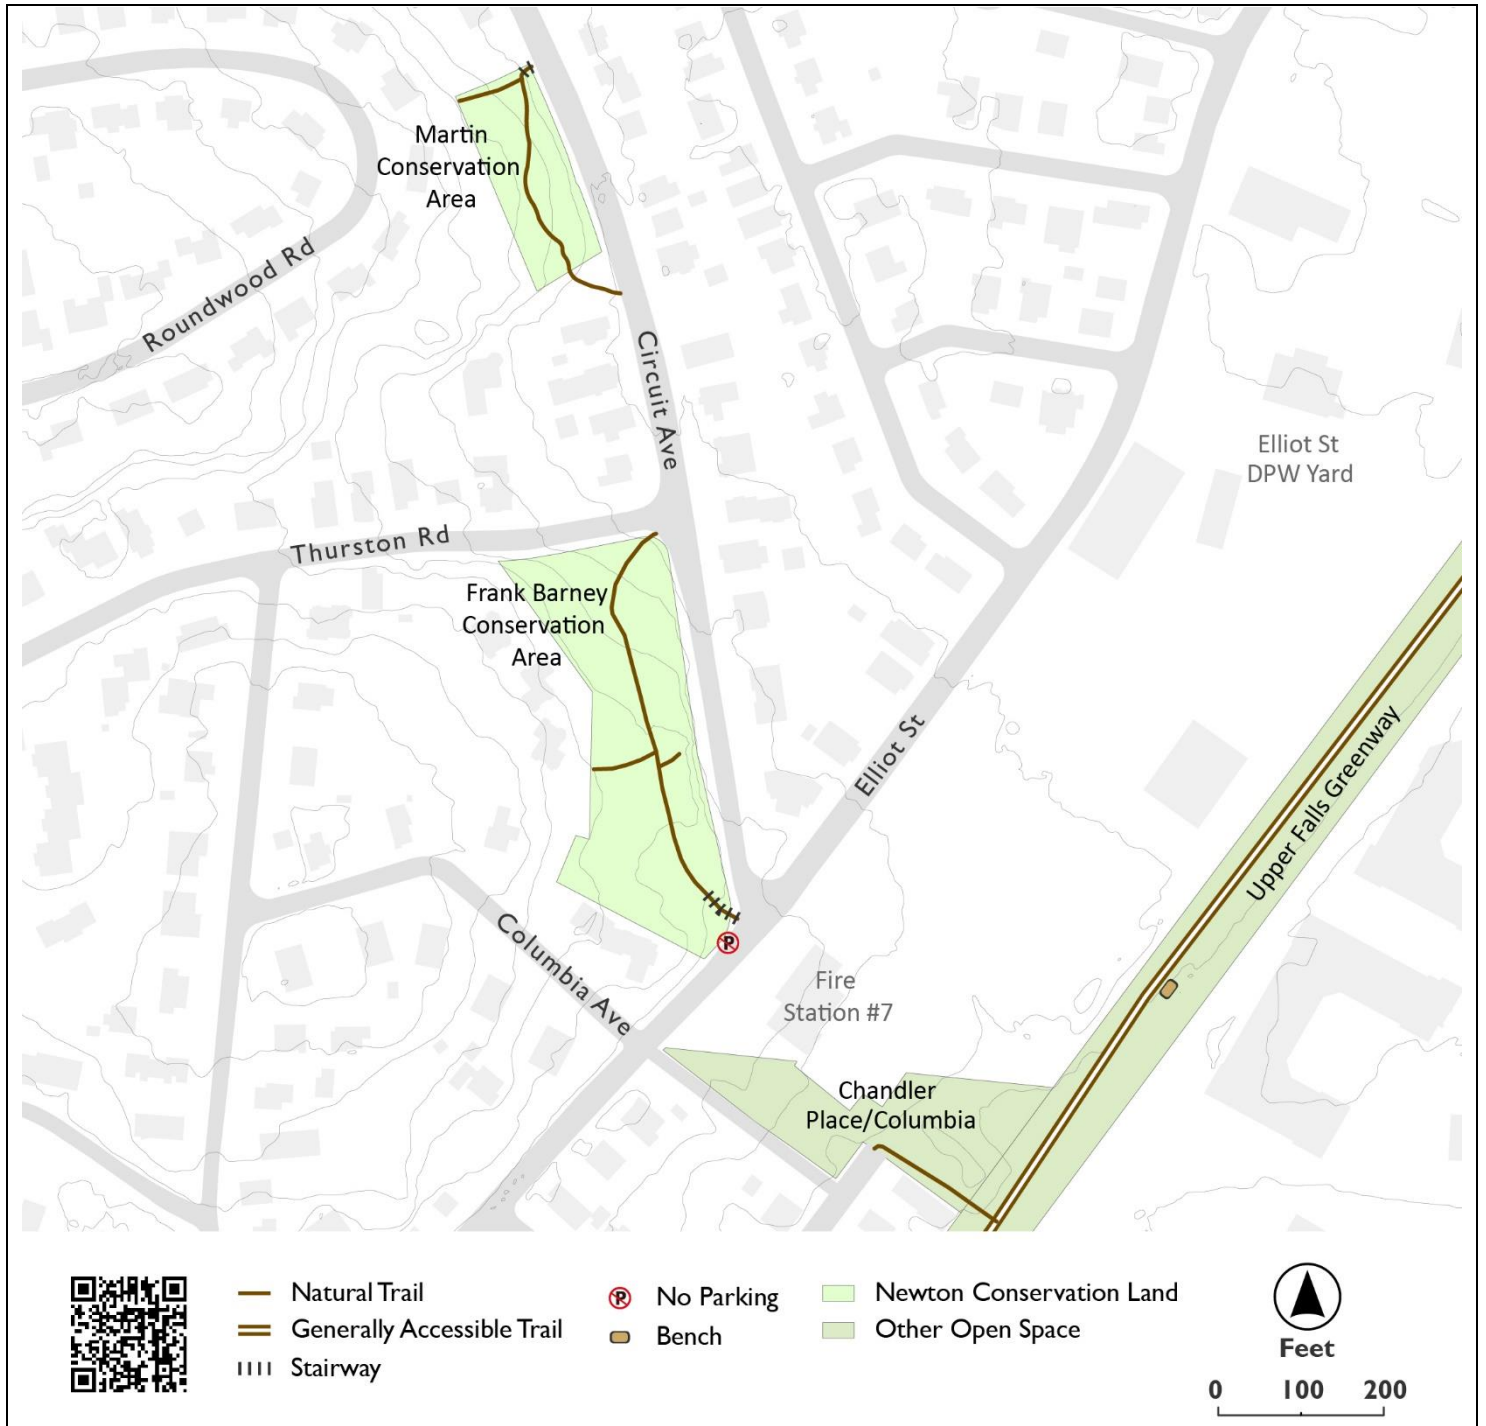 Martin
Conservation
Area
Roundwood Rd
Circuit Ave
Elliot St
DPW Yard
Thurston Rd
Frank Barney
Conservation
Area
Elliot St
Upper Falls Greenway
Columbia Ave
P
Fire
Station #7
Chandler
Place/Columbia
Natural Trail
Generally Accessible Trail
Stairway
P No Parking
Bench
Newton Conservation Land
Other Open Space
Feet
0 100 200